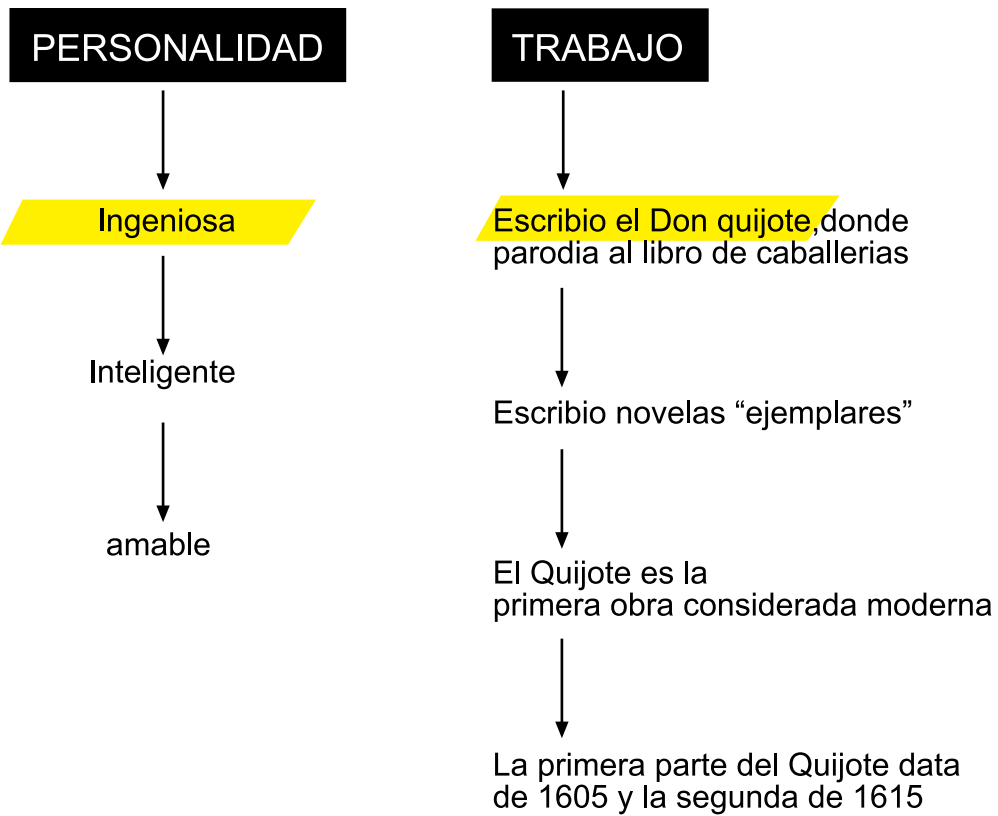 PERSONALIDAD
Ingeniosa
Inteligente
amable
TRABAJO
Escribio el Don quijote,donde
parodia al libro de caballerias
Escribio novelas “ejemplares”
El Quijote es la
primera obra considerada moderna
La primera parte del Quijote data
de 1605 y la segunda de 1615